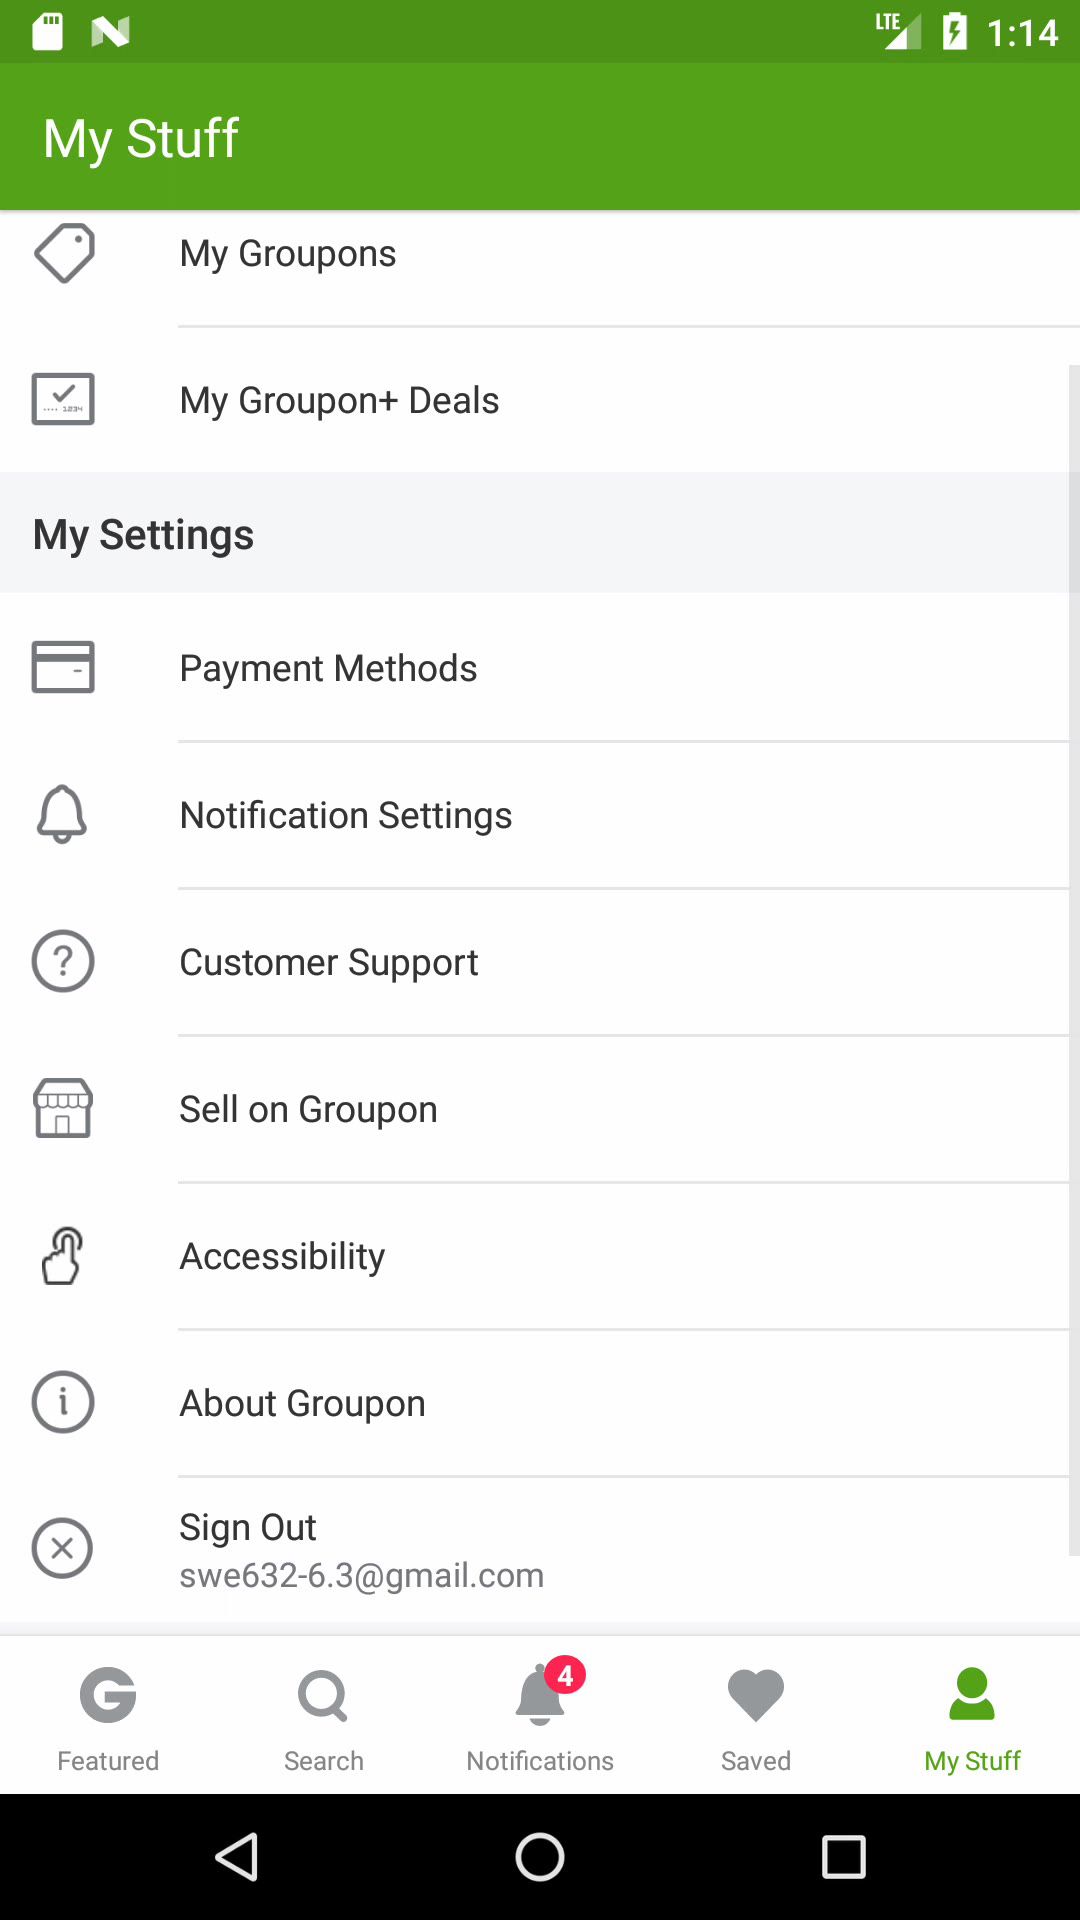 LTE 1:14
My Stuff
My Groupons
My Groupon+ Deals
My Settings
Payment Methods
Notification Settings
Customer Support
Sell on Groupon
Accessibility
About Groupon
Sign Out
swe632-6.3@gmail.com
4
Featured Search Notifications Saved My Stuff